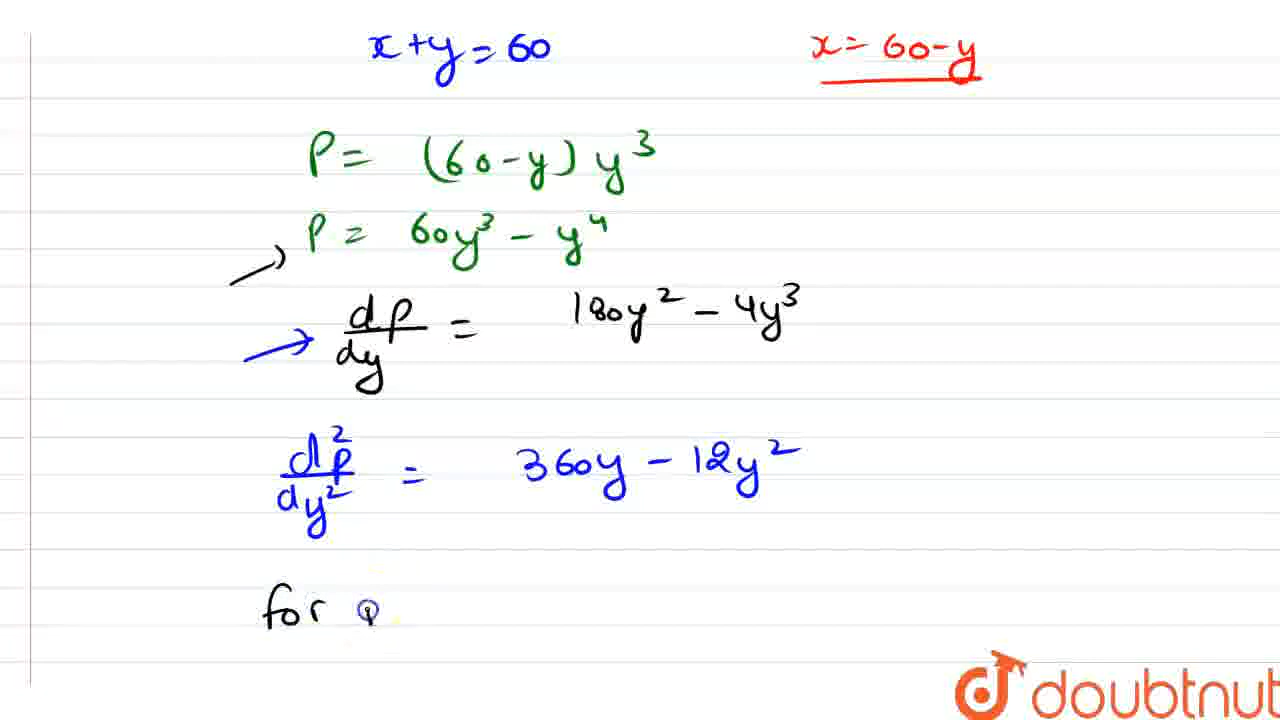 x+y=60
x=60-y
P= (60-y) y³
P= 60y³ - y⁴
dp/dy = 180y² - 4y³
d²p/dy² = 360y - 12y²
for
doubtnut